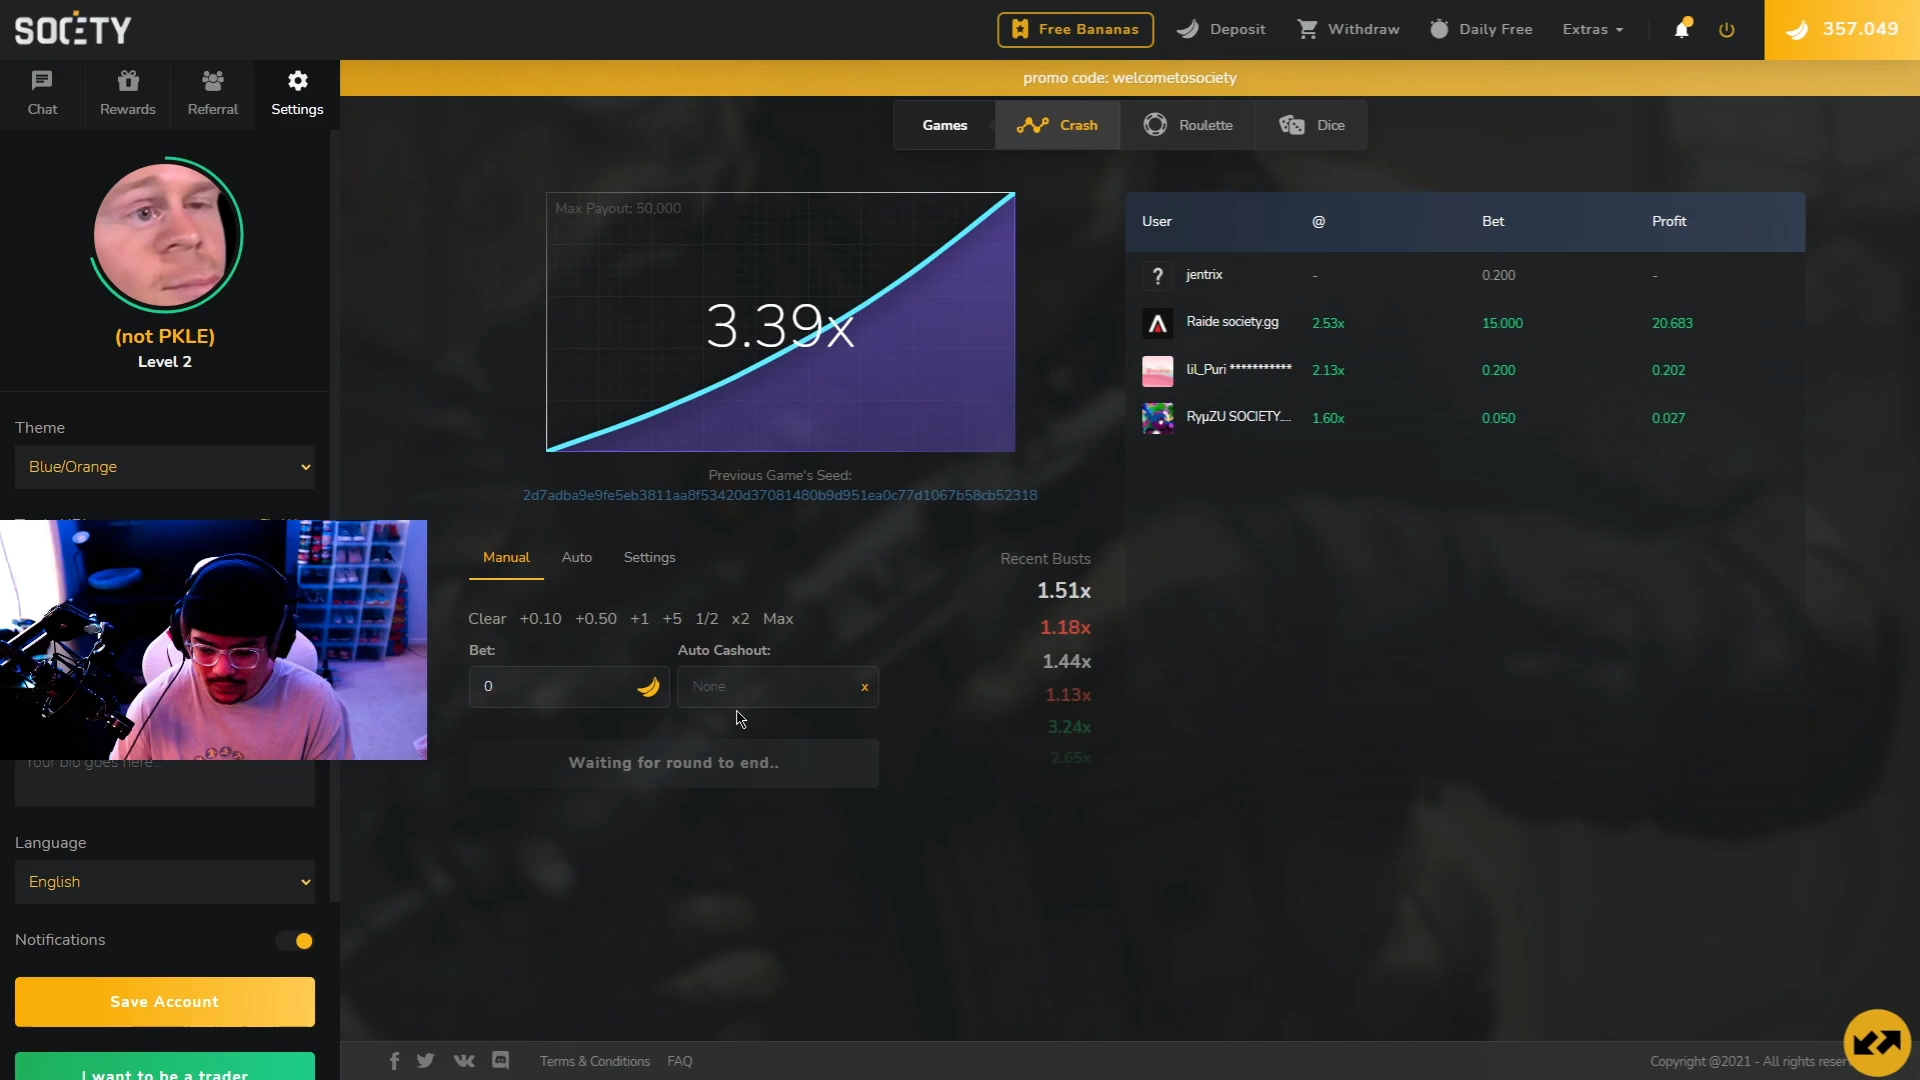 SOCIETY
Free Bananas
Deposit
Withdraw
Daily Free
Extras
357.049
Chat
Rewards
Referral
Settings
promo code: welcometosociety
Games
Crash
Roulette
Dice
(not PKLE)
Level 2
Theme
Blue/Orange
Your bio goes here...
Language
English
Notifications
Save Account
I want to be a trader
Max Payout: 50,000
3.39x
Previous Game's Seed:
2d7adba9e9fe5eb3811aa8f53420d37081480b9d951ea0c77d1067b58cb52318
Manual
Auto
Settings
Clear +0.10 +0.50 +1 +5 1/2 x2 Max
Bet:
Auto Cashout:
0
None
x
Waiting for round to end..
Recent Busts
1.51x
1.18x
1.44x
1.13x
3.24x
2.65x
User @ Bet Profit
? jentrix - 0.200 -
Raide society.gg 2.53x 15.000 20.683
lil_Puri *********** 2.13x 0.200 0.202
RyµZU SOCIETY.... 1.60x 0.050 0.027
Terms & Conditions
FAQ
Copyright @2021 - All rights reser